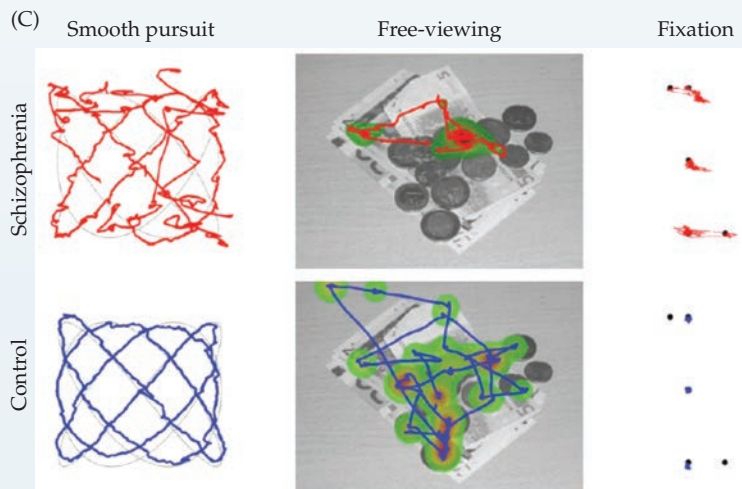 (C)
Smooth pursuit
Free-viewing
Fixation
Schizophrenia
Control